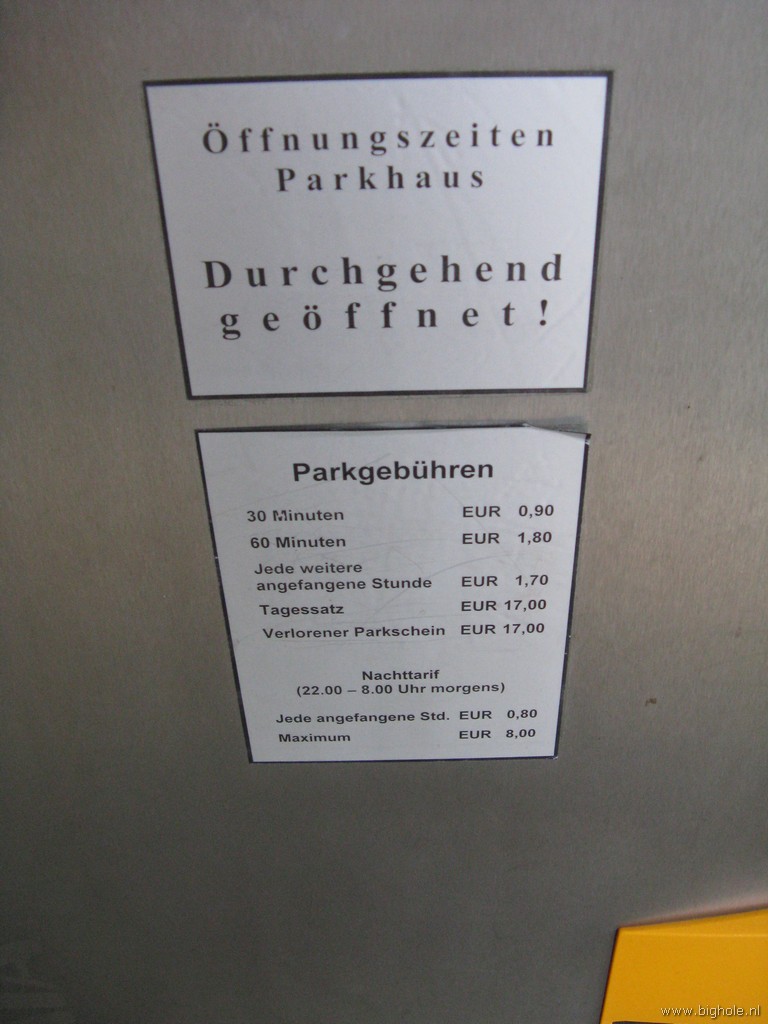 Öffnungszeiten
Parkhaus
Durchgehend
geöffnet!
Parkgebühren
30 Minuten EUR 0,90
60 Minuten EUR 1,80
Jede weitere
angefangene Stunde EUR 1,70
Tagessatz EUR 17,00
Verlorener Parkschein EUR 17,00
Nachttarif
(22.00 – 8.00 Uhr morgens)
Jede angefangene Std. EUR 0,80
Maximum EUR 8,00
www.bighole.nl